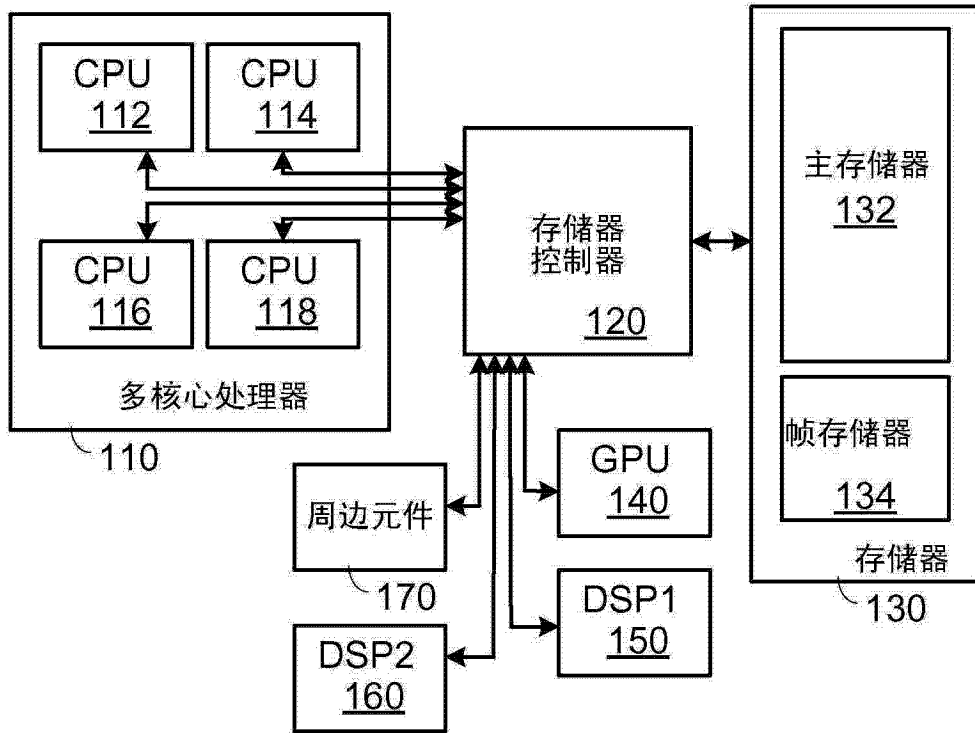 CPU
112
CPU
114
CPU
116
CPU
118
多核心处理器
110
存储器
控制器
120
主存储器
132
帧存储器
134
存储器
130
周边元件
170
GPU
140
DSP1
150
DSP2
160